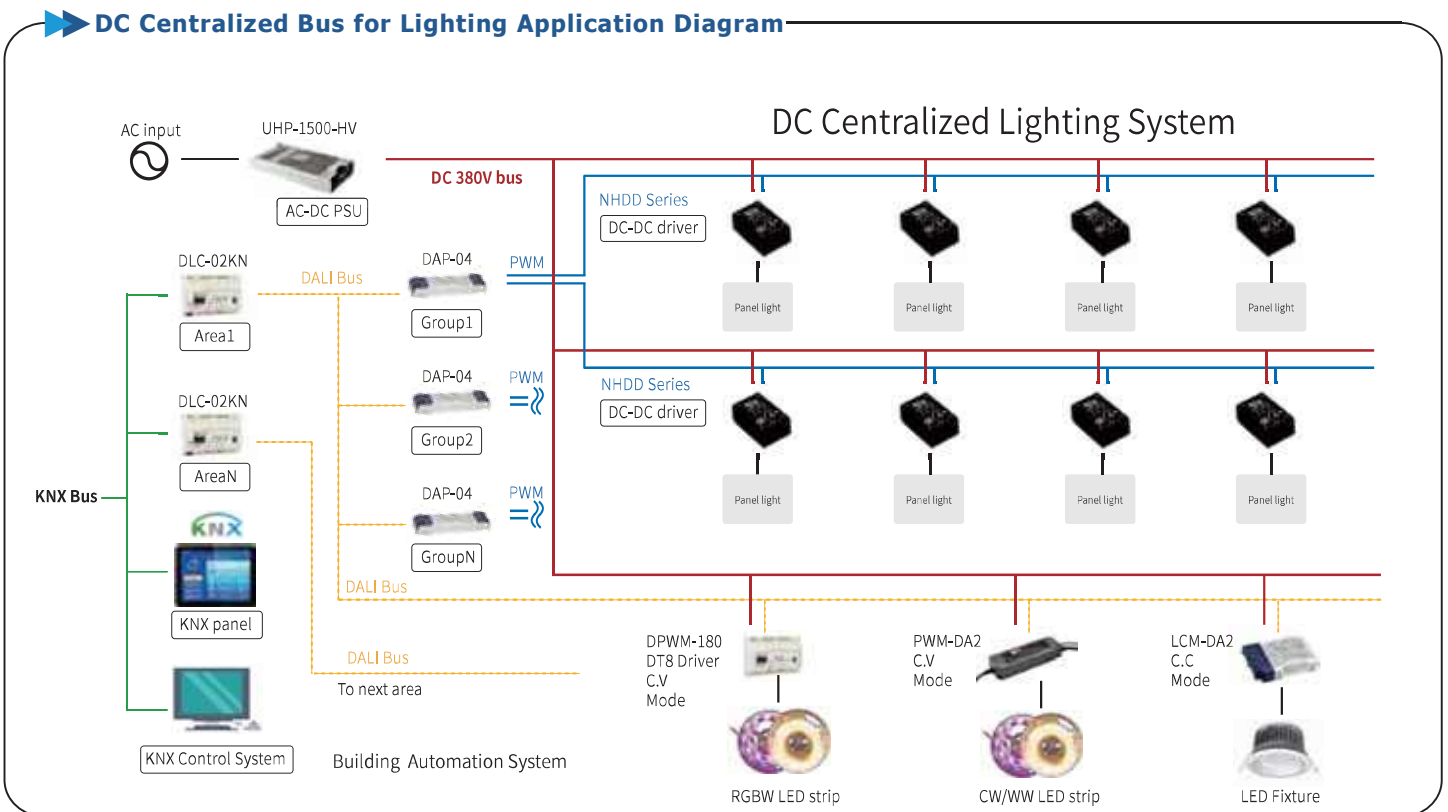 DC Centralized Bus for Lighting Application Diagram
AC input
UHP-1500-HV
AC-DC PSU
DC 380V bus
DC Centralized Lighting System
NHDD Series
DC-DC driver
Panel light
Panel light
Panel light
Panel light
DLC-02KN
Area1
DALI Bus
DAP-04
Group1
PWM
NHDD Series
DC-DC driver
Panel light
Panel light
Panel light
Panel light
DLC-02KN
AreaN
DAP-04
Group2
PWM
DAP-04
GroupN
PWM
KNX Bus
KNX
KNX panel
KNX Control System
DALI Bus
DALI Bus
To next area
Building Automation System
DPWM-180
DT8 Driver
C.V
Mode
RGBW LED strip
PWM-DA2
C.V
Mode
CW/WW LED strip
LCM-DA2
C.C
Mode
LED Fixture